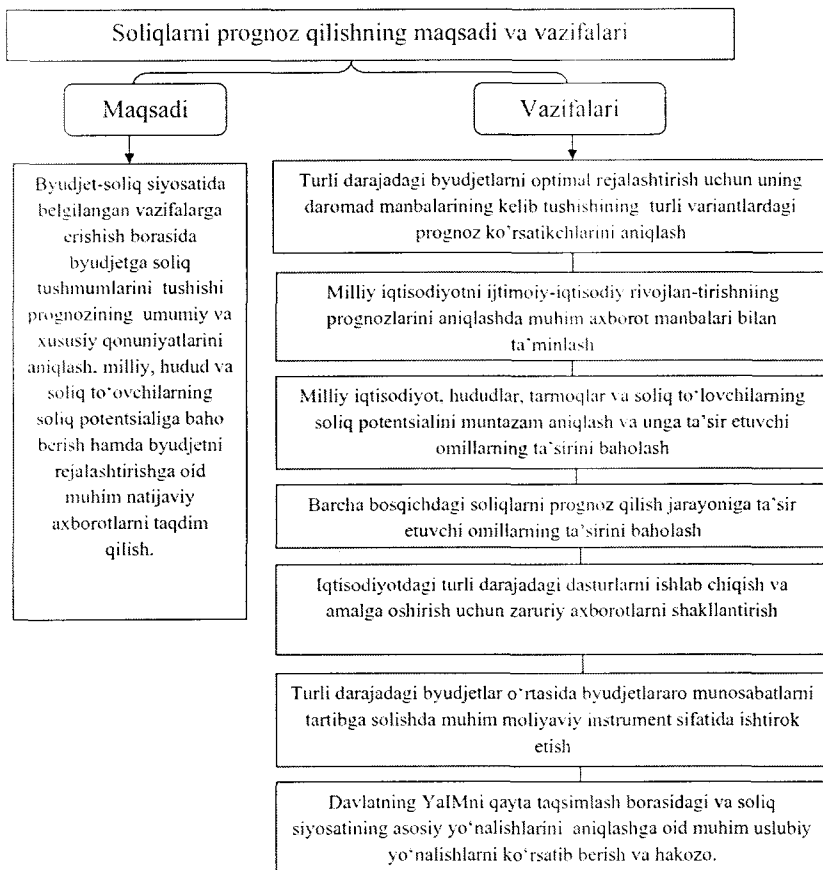 Soliqlarni prognoz qilishning maqsadi va vazifalari
Maqsadi
Vazifalari
Byudjet-soliq siyosatida
belgilangan vazifalarga
erishish borasida
byudjetga soliq
tushmumlarini tushishi
prognozining umumiy va
xususiy qonuniyatlarini
aniqlash, milliy, hudud va
soliq to‘ovchilarning
soliq potentsialiga baho
berish hamda byudjetni
rejalashtirishga oid
muhim natijaviy
axborotlarni taqdim
qilish.
Turli darajadagi byudjetlarni optimal rejalashtirish uchun uning
daromad manbalarining kelib tushishining turli variantlardagi
prognoz ko’rsatikchlarini aniqlash
Milliy iqtisodiyotni ijtimoiy-iqtisodiy rivojlan-tirishniing
prognozlarini aniqlashda muhim axborot manbalari bilan
ta’minlash
Milliy iqtisodiyot, hududlar, tarmoqlar va soliq to‘lovchilarning
soliq potentsialini muntazam aniqlash va unga ta’sir etuvchi
omillarning ta’sirini baholash
Barcha bosqichdagi soliqlarni prognoz qilish jarayoniga ta’sir
etuvchi omillarning ta’sirini baholash
Iqtisodiyotdagi turli darajadagi dasturlarni ishlab chiqish va
amalga oshirish uchun zaruriy axborotlarni shakllantirish
Turli darajadagi byudjetlar o‘rtasida byudjetlararo munosabatlarni
tartibga solishda muhim moliyaviy instrument sifatida ishtirok
etish
Davlatning YaIMni qayta taqsimlash borasidagi va soliq
siyosatining asosiy yo‘nalishlarini aniqlashga oid muhim uslubiy
yo‘nalishlarni ko‘rsatib berish va hakozo.